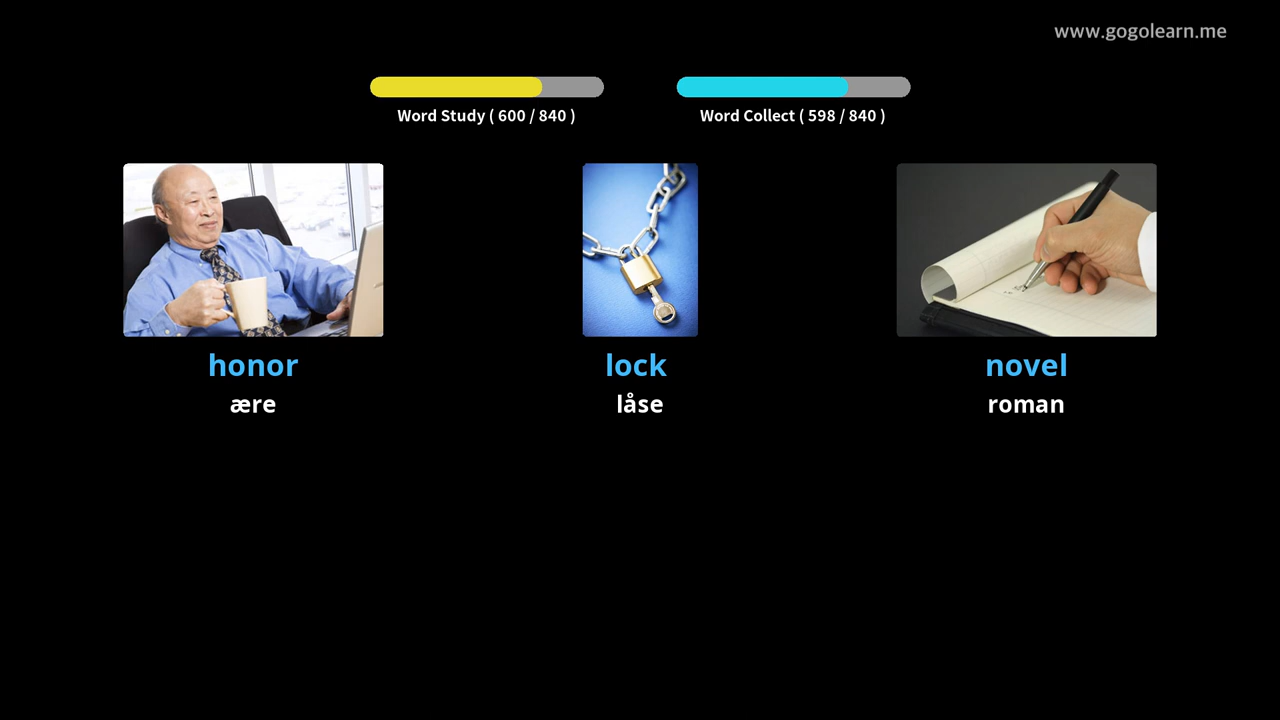 www.gogolearn.me
Word Study ( 600 / 840 )
Word Collect ( 598 / 840 )
honor
ære
lock
låse
novel
roman